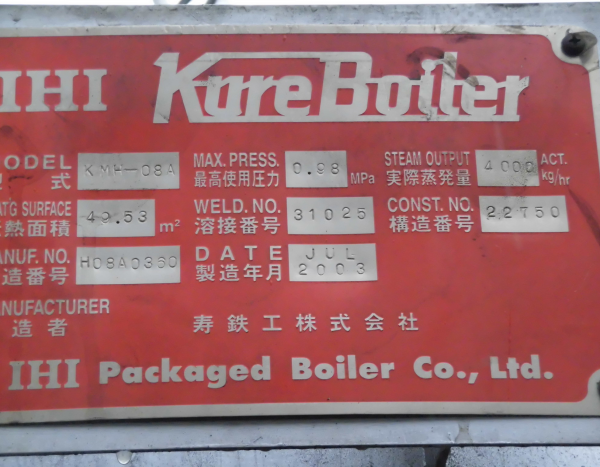 IHI Kure Boiler
ODEL KMH-08A MAX. PRESS. 0.98 MPa STEAM OUTPUT 4000 ACT. kg/hr
式 最高使用圧力 実際蒸発量
ATG SURFACE 49.53 m² WELD. NO. 31025 CONST. NO. 22750
熱面積 溶接番号 構造番号
ANUF. NO. H08A0360 DATE JUL 2003
造番号 製造年月
ANUFACTURER
造者 寿鉄工株式会社
IHI Packaged Boiler Co., Ltd.